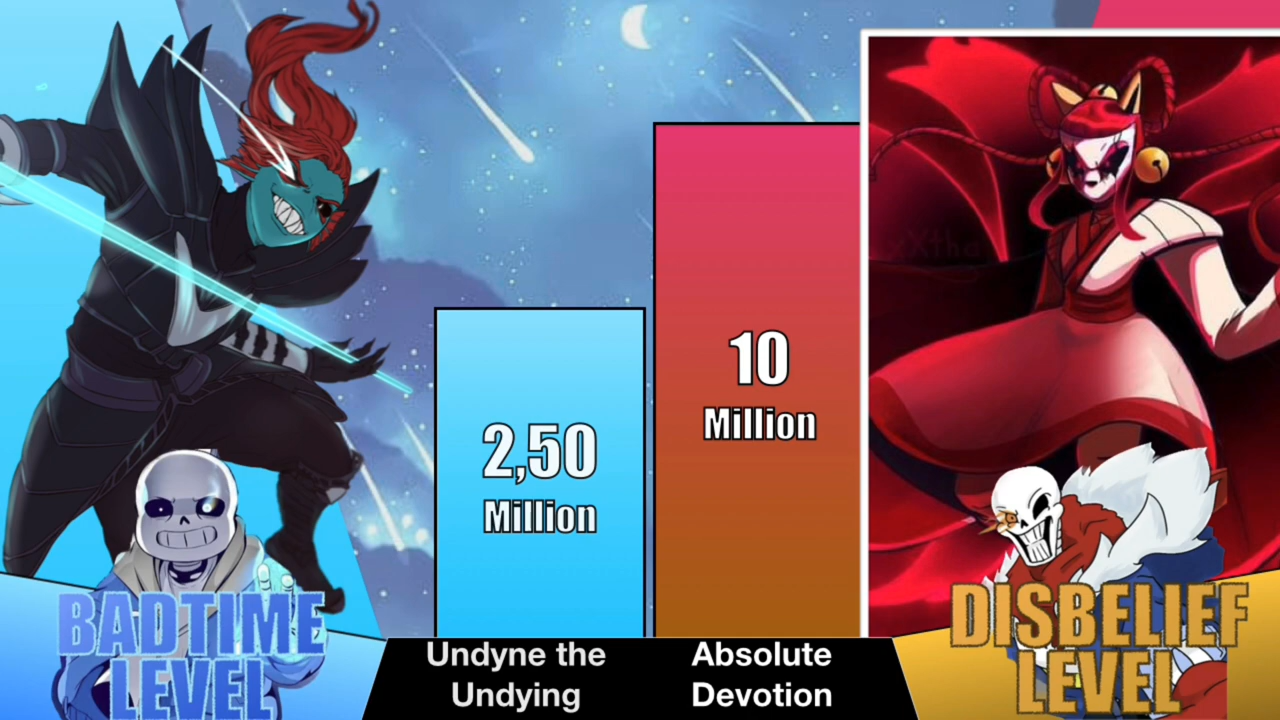 2,50
Million
10
Million
BADTIME
LEVEL
Undyne the
Undying
Absolute
Devotion
DISBELIEF
LEVEL